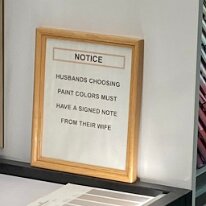 NOTICE
HUSBANDS CHOOSING
PAINT COLORS MUST
HAVE A SIGNED NOTE
FROM THEIR WIFE